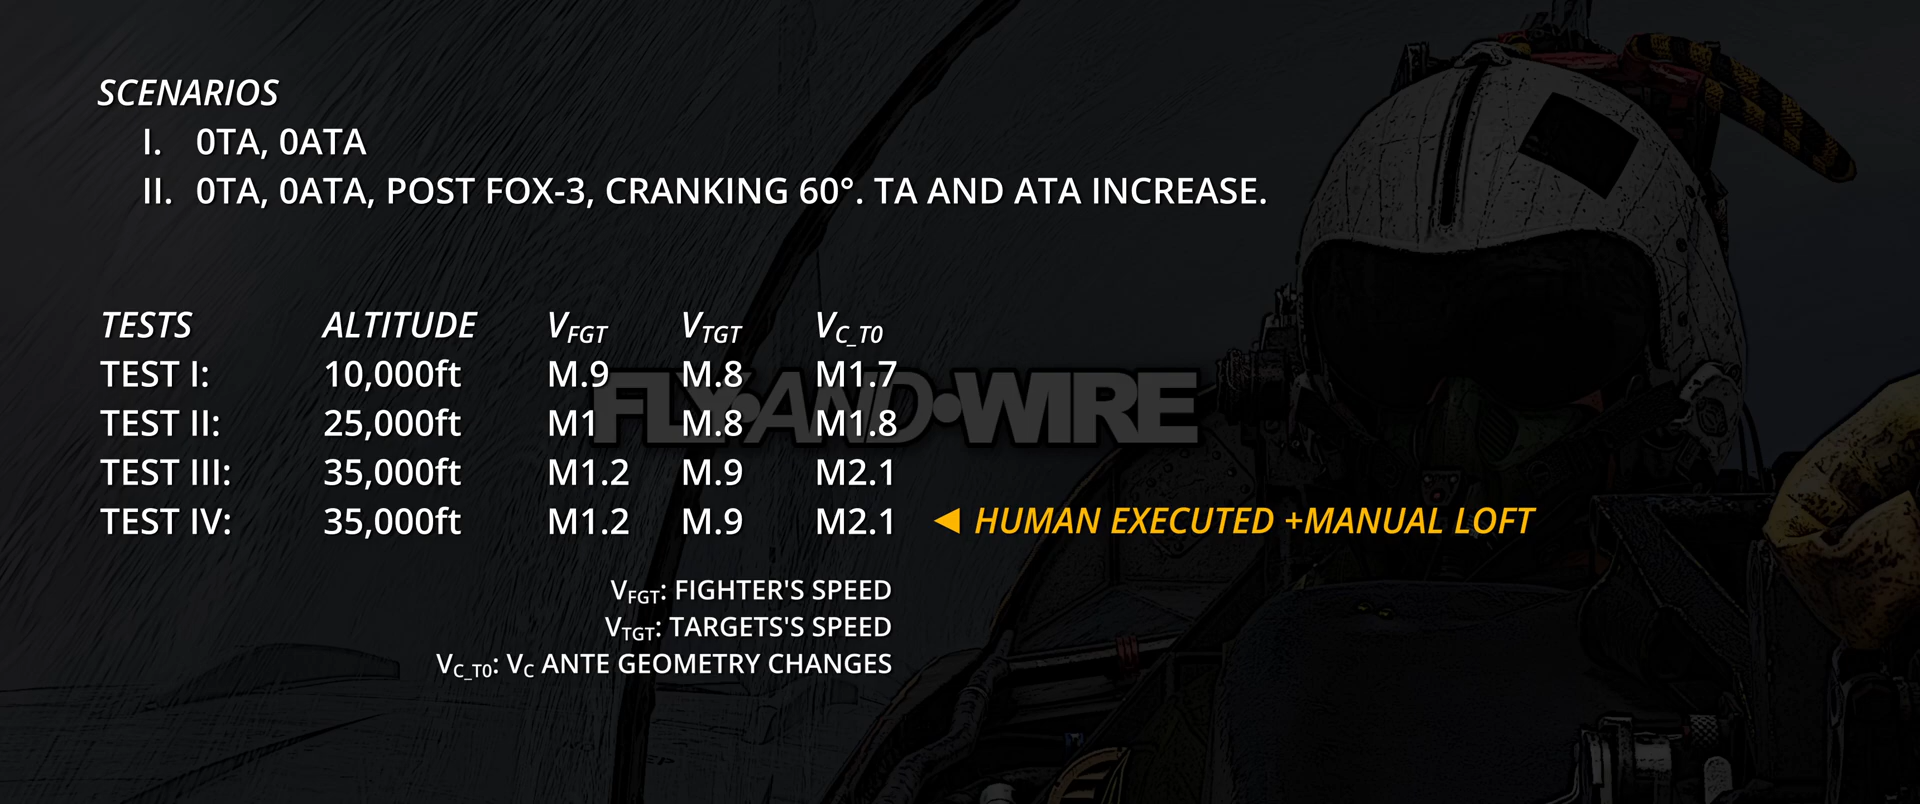 SCENARIOS
I. 0TA, 0ATA
II. 0TA, 0ATA, POST FOX-3, CRANKING 60°. TA AND ATA INCREASE.
TESTS ALTITUDE VFGT VTGT VC_T0
TEST I: 10,000ft M.9 M.8 M1.7
FLY•AND•WIRE
TEST II: 25,000ft M1 M.8 M1.8
TEST III: 35,000ft M1.2 M.9 M2.1
TEST IV: 35,000ft M1.2 M.9 M2.1 ◄ HUMAN EXECUTED +MANUAL LOFT
VFGT: FIGHTER'S SPEED
VTGT: TARGETS'S SPEED
VC_T0: VC ANTE GEOMETRY CHANGES